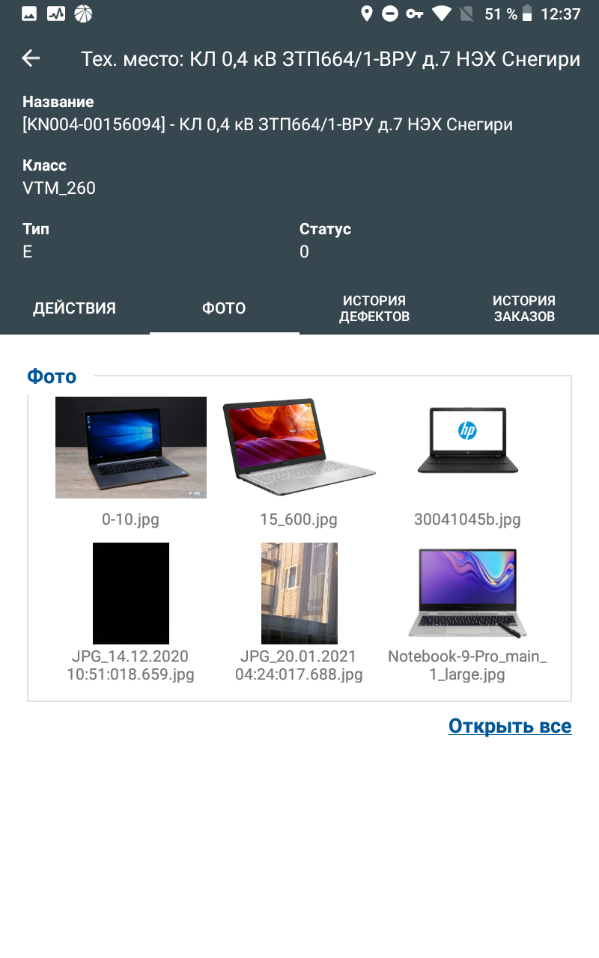 51 % 12:37
Тех. место: КЛ 0,4 кВ ЗТП664/1-ВРУ д.7 НЭХ Снегири
Название
[KN004-00156094] - КЛ 0,4 кВ ЗТП664/1-ВРУ д.7 НЭХ Снегири
Класс
VTM_260
Тип
Статус
E
0
ДЕЙСТВИЯ
ФОТО
ИСТОРИЯ
ДЕФЕКТОВ
ИСТОРИЯ
ЗАКАЗОВ
Фото
hp
0-10.jpg
15_600.jpg
30041045b.jpg
JPG_14.12.2020
10:51:018.659.jpg
JPG_20.01.2021
04:24:017.688.jpg
Notebook-9-Pro_main_
1_large.jpg
Открыть все